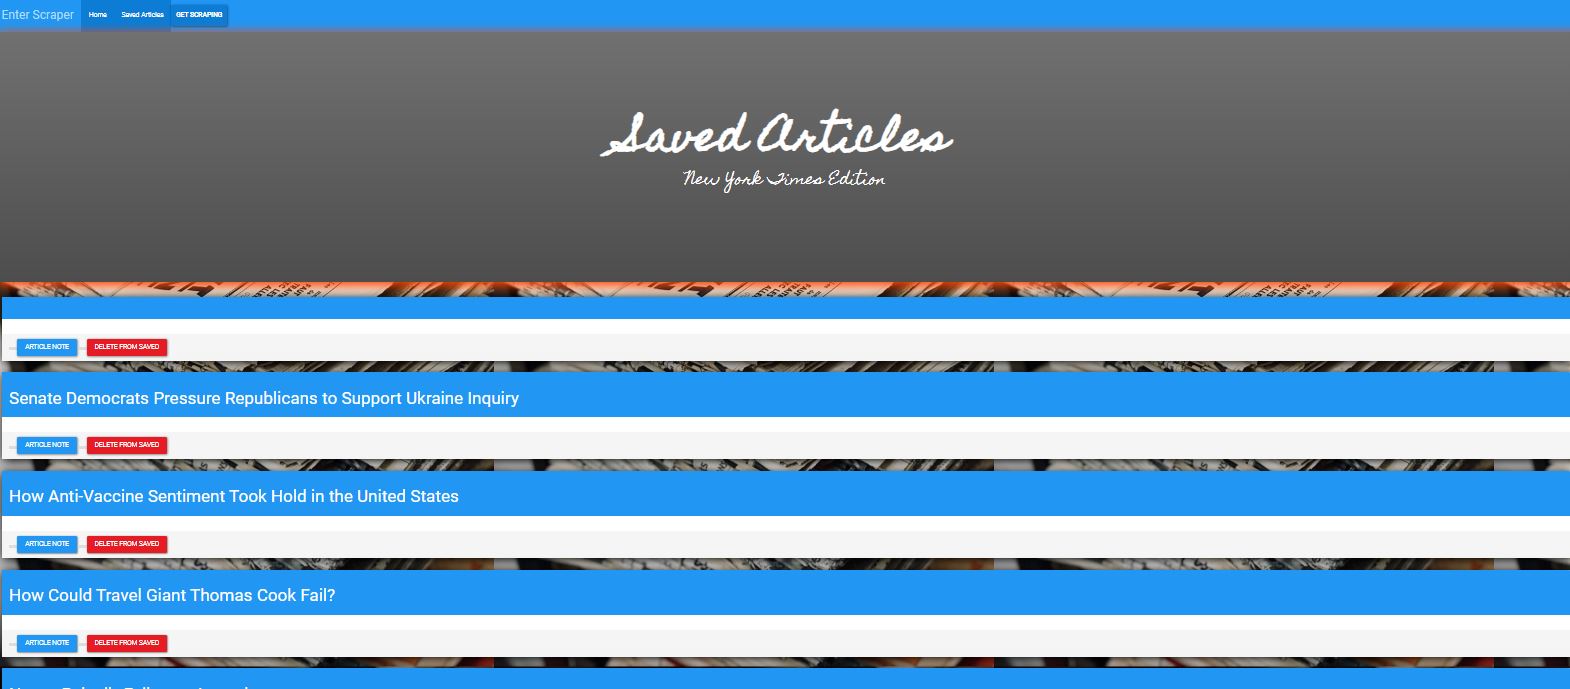 Enter Scraper Home Saved Articles GET SCRAPING
Saved Articles
New York Times Edition
ARTICLE NOTE DELETE FROM SAVED
Senate Democrats Pressure Republicans to Support Ukraine Inquiry
ARTICLE NOTE DELETE FROM SAVED
How Anti-Vaccine Sentiment Took Hold in the United States
ARTICLE NOTE DELETE FROM SAVED
How Could Travel Giant Thomas Cook Fail?
ARTICLE NOTE DELETE FROM SAVED